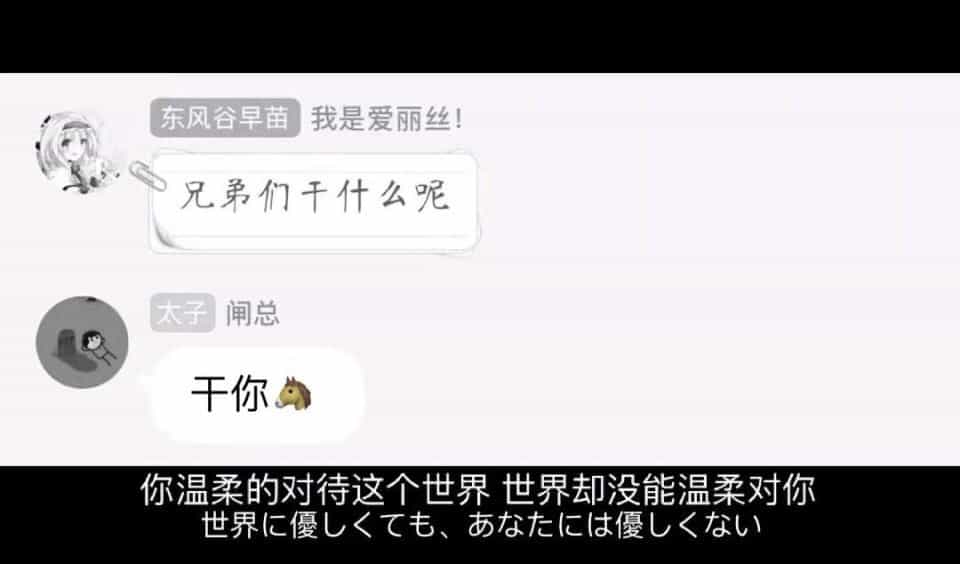 东风谷早苗 我是爱丽丝！
兄弟们干什么呢
太子 闸总
干你🐴
你温柔的对待这个世界 世界却没能温柔对你
世界に優しくても、あなたには優しくない